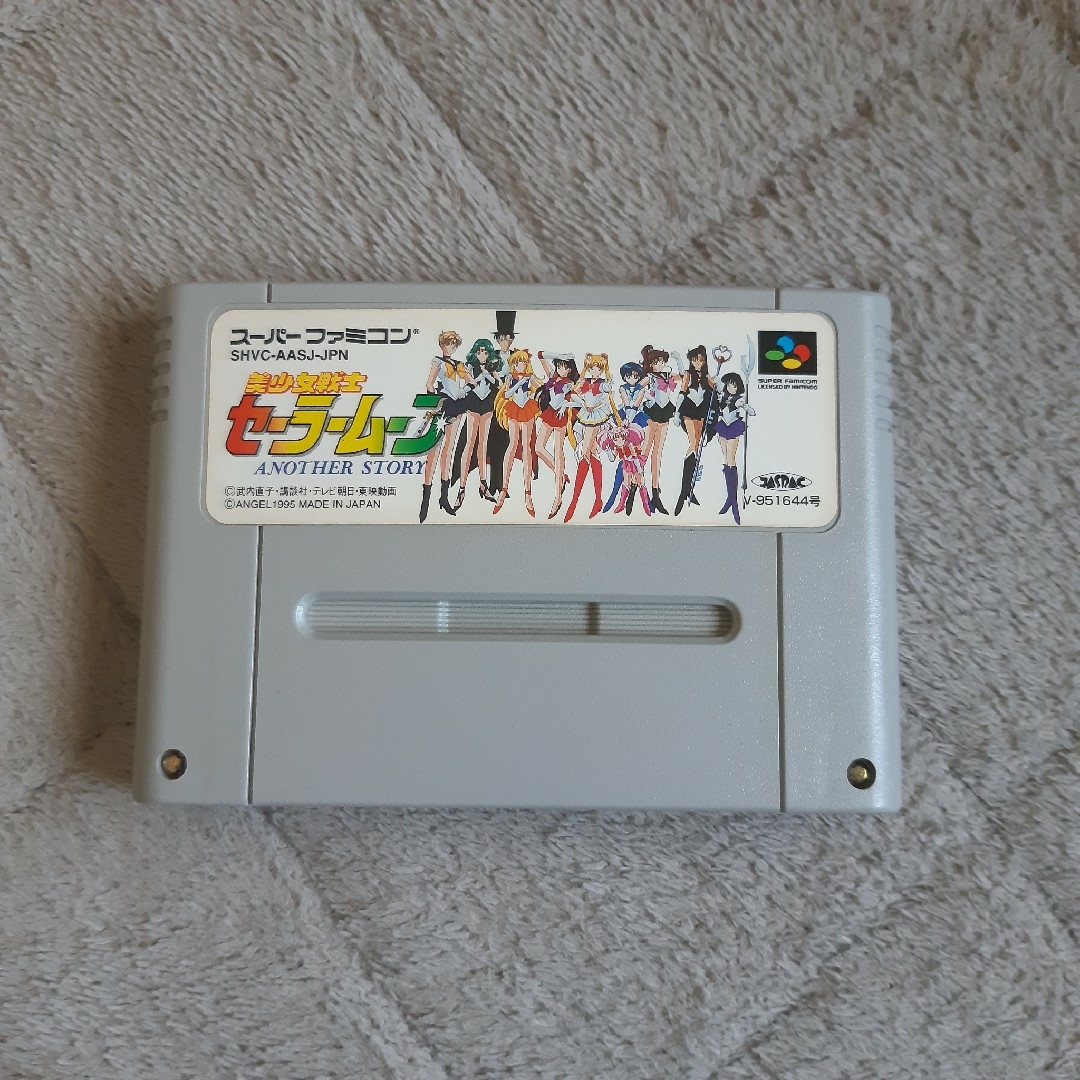 スーパーファミコン®
SHVC-AASJ-JPN
美少女戦士
セーラームーン
ANOTHER STORY
©武内直子・講談社・テレビ朝日・東映動画
©ANGEL1995 MADE IN JAPAN
SUPER FAMICOM
LICENSED BY NINTENDO
JASRAC
V-951644号